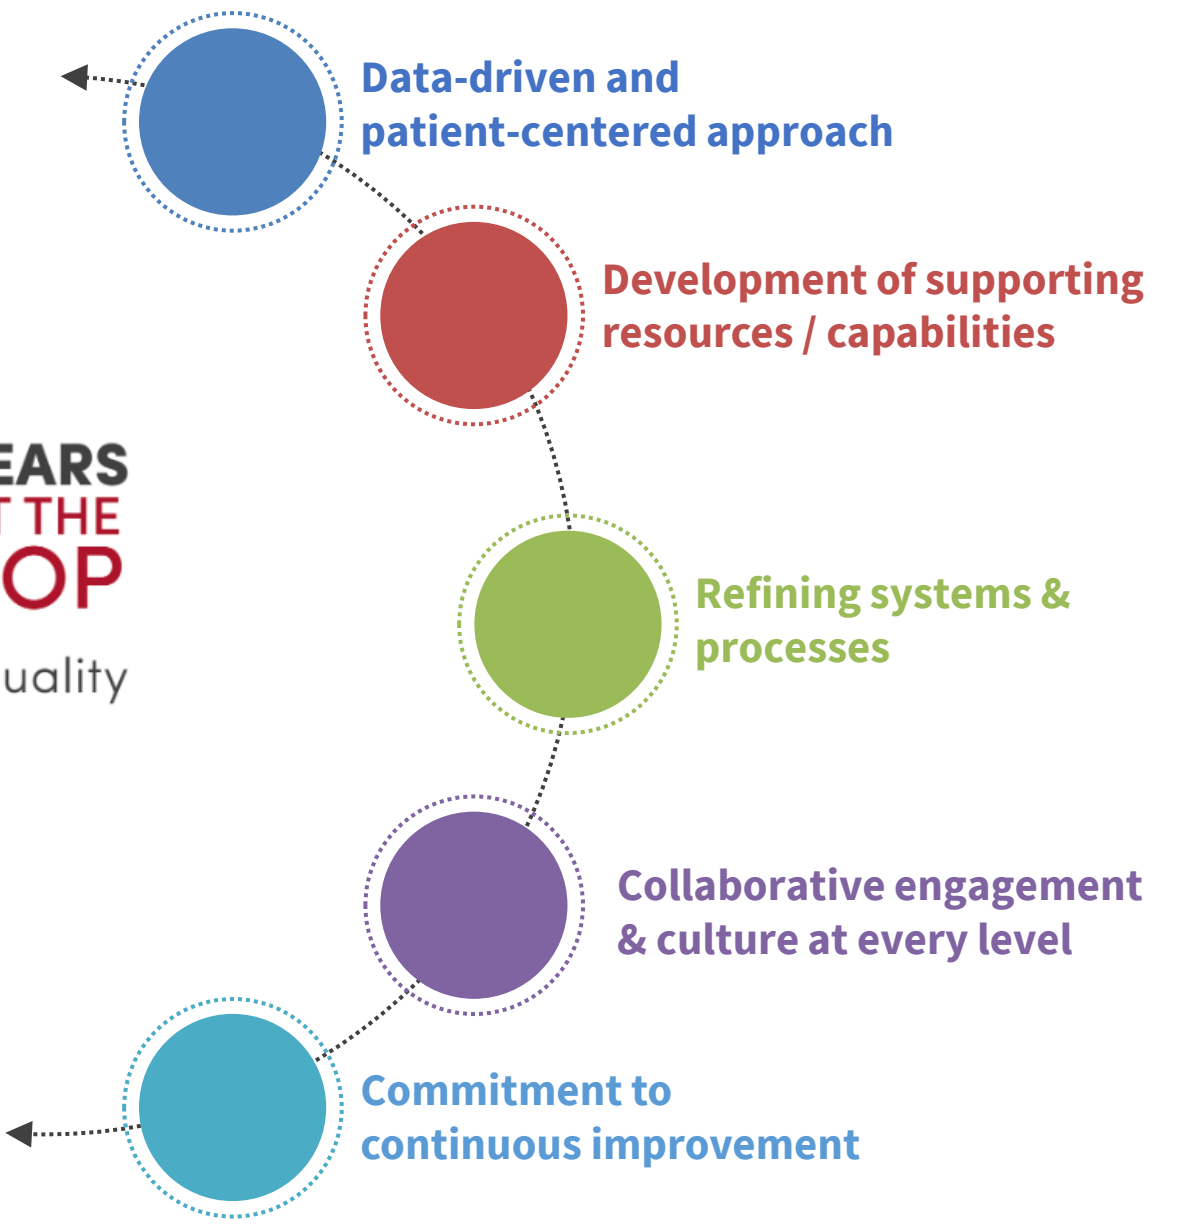 Data-driven and
patient-centered approach
Development of supporting
resources / capabilities
EARS
T THE
OP
uality
Refining systems &
processes
Collaborative engagement
& culture at every level
Commitment to
continuous improvement